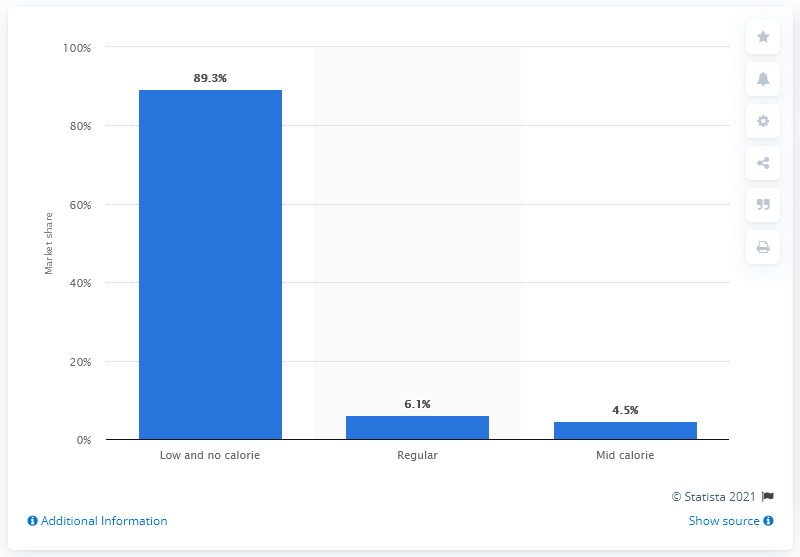 100%
80%
60%
40%
20%
0%
Market share
89.3%
6.1%
4.5%
Low and no calorie
Regular
Mid calorie
© Statista 2021
Additional Information
Show source